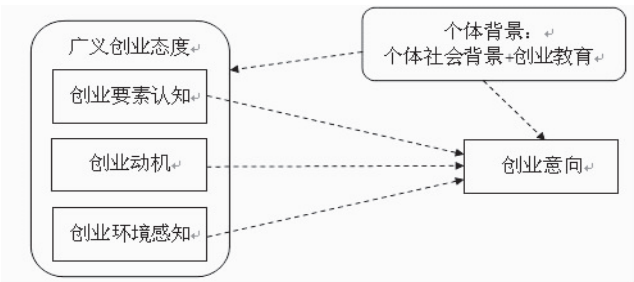 广义创业态度
创业要素认知
创业动机
创业环境感知
个体背景：
个体社会背景+创业教育
创业意向